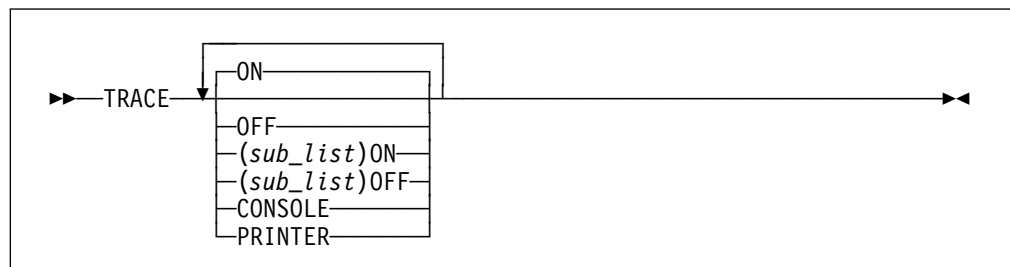 ON
TRACE
OFF
(sub_list)ON
(sub_list)OFF
CONSOLE
PRINTER